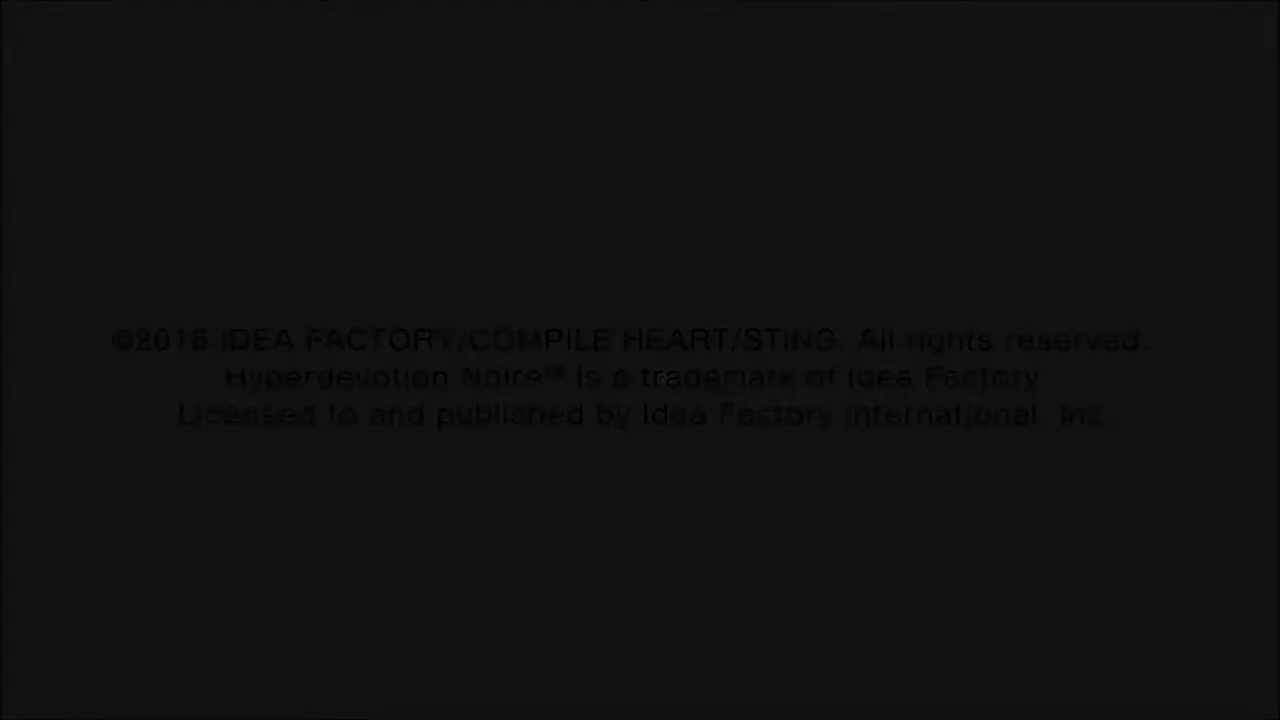 ©2016 IDEA FACTORY/COMPILE HEART/STING. All rights reserved.
Hyperdevotion Noire™ is a trademark of Idea Factory
Licensed to and published by Idea Factory International, Inc.